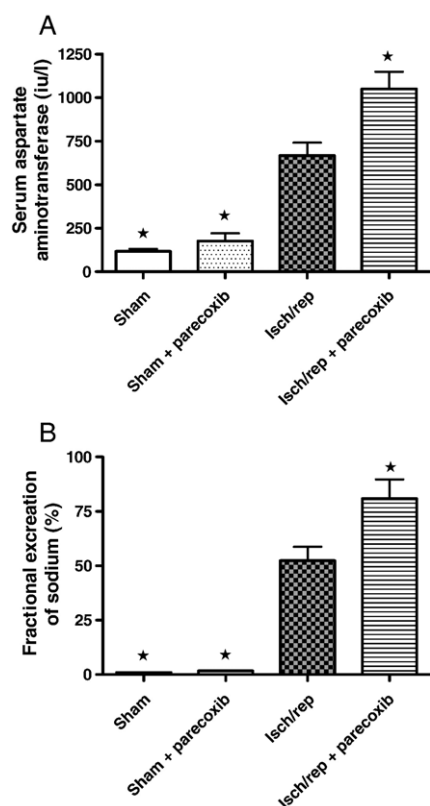 A
Serum aspartate
aminotransferase (iu/l)
1250
1000
750
500
250
0
★
★
★
Sham
Sham + parecoxib
Isch/rep
Isch/rep + parecoxib
B
Fractional excreation
of sodium (%)
100
75
50
25
0
★
★
★
Sham
Sham + parecoxib
Isch/rep
Isch/rep + parecoxib